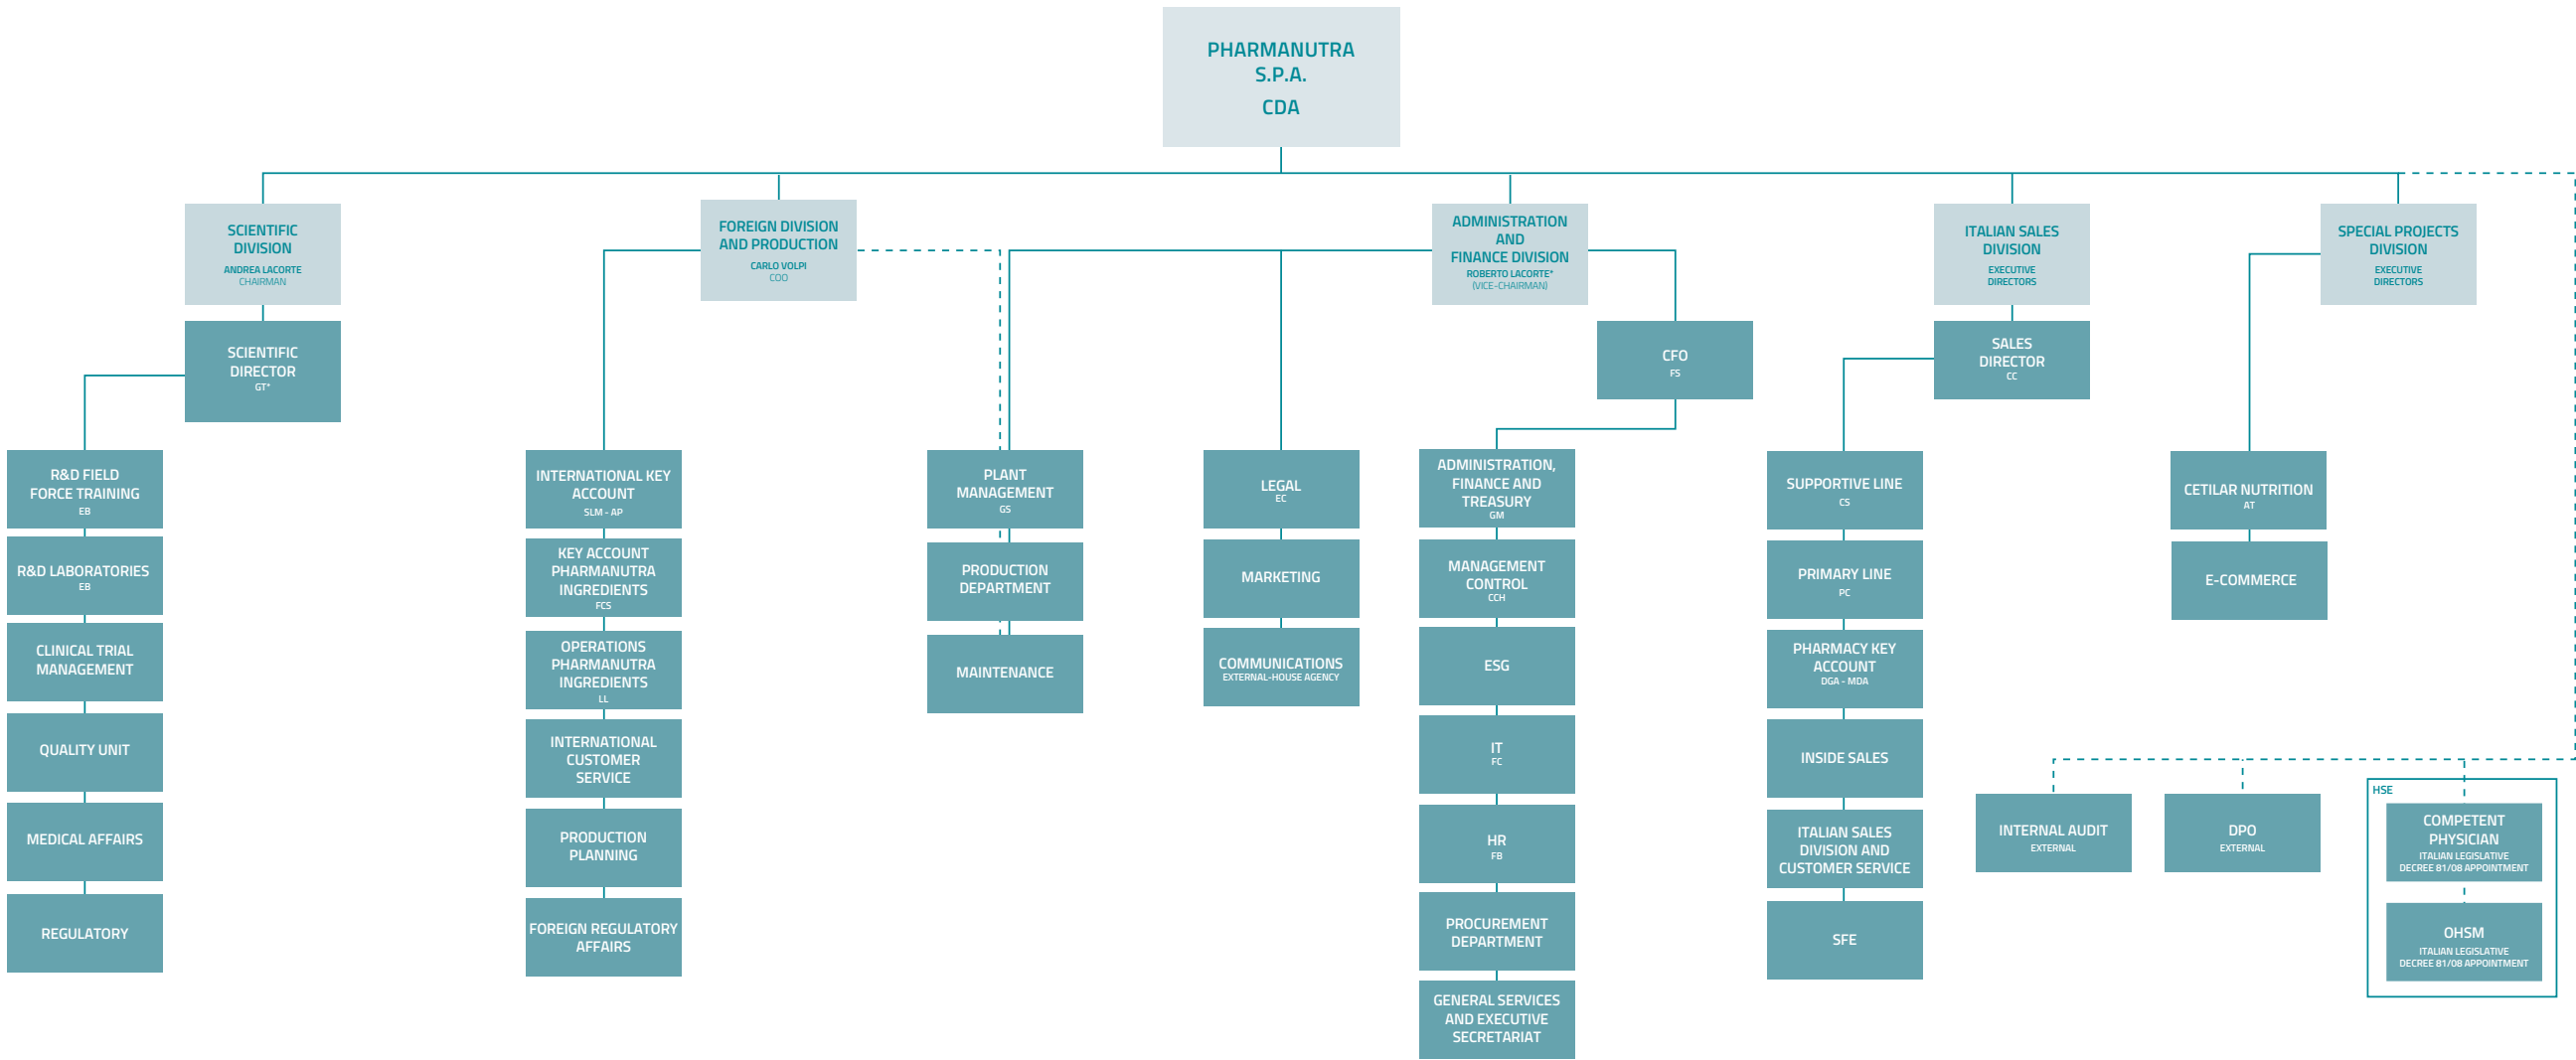 PHARMANUTRA
S.P.A.
CDA
SCIENTIFIC
DIVISION
ANDREA LACORTE
CHAIRMAN
FOREIGN DIVISION
AND PRODUCTION
CARLO VOLPI
COO
ADMINISTRATION
AND
FINANCE DIVISION
ROBERTO LACORTE*
(VICE-CHAIRMAN)
ITALIAN SALES
DIVISION
EXECUTIVE
DIRECTORS
SPECIAL PROJECTS
DIVISION
EXECUTIVE
DIRECTORS
SCIENTIFIC
DIRECTOR
GT*
CFO
FS
SALES
DIRECTOR
CC
R&D FIELD
FORCE TRAINING
EB
R&D LABORATORIES
EB
CLINICAL TRIAL
MANAGEMENT
QUALITY UNIT
MEDICAL AFFAIRS
REGULATORY
INTERNATIONAL KEY
ACCOUNT
SLM - AP
KEY ACCOUNT
PHARMANUTRA
INGREDIENTS
FCS
OPERATIONS
PHARMANUTRA
INGREDIENTS
LL
INTERNATIONAL
CUSTOMER
SERVICE
PRODUCTION
PLANNING
FOREIGN REGULATORY
AFFAIRS
PLANT
MANAGEMENT
GS
PRODUCTION
DEPARTMENT
MAINTENANCE
LEGAL
EC
MARKETING
COMMUNICATIONS
EXTERNAL-HOUSE AGENCY
ADMINISTRATION,
FINANCE AND
TREASURY
GM
MANAGEMENT
CONTROL
CCH
ESG
IT
FC
HR
FB
PROCUREMENT
DEPARTMENT
GENERAL SERVICES
AND EXECUTIVE
SECRETARIAT
SUPPORTIVE LINE
CS
PRIMARY LINE
PC
PHARMACY KEY
ACCOUNT
DGA - MDA
INSIDE SALES
ITALIAN SALES
DIVISION AND
CUSTOMER SERVICE
SFE
CETILAR NUTRITION
AT
E-COMMERCE
INTERNAL AUDIT
EXTERNAL
DPO
EXTERNAL
HSE
COMPETENT
PHYSICIAN
ITALIAN LEGISLATIVE
DECREE 81/08 APPOINTMENT
OHSM
ITALIAN LEGISLATIVE
DECREE 81/08 APPOINTMENT